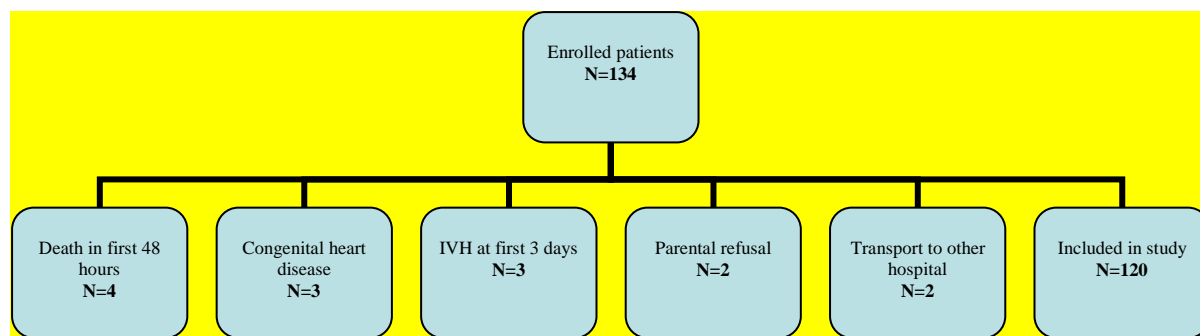 Enrolled patients
N=134
Death in first 48
hours
N=4
Congenital heart
disease
N=3
IVH at first 3 days
N=3
Parental refusal
N=2
Transport to other
hospital
N=2
Included in study
N=120